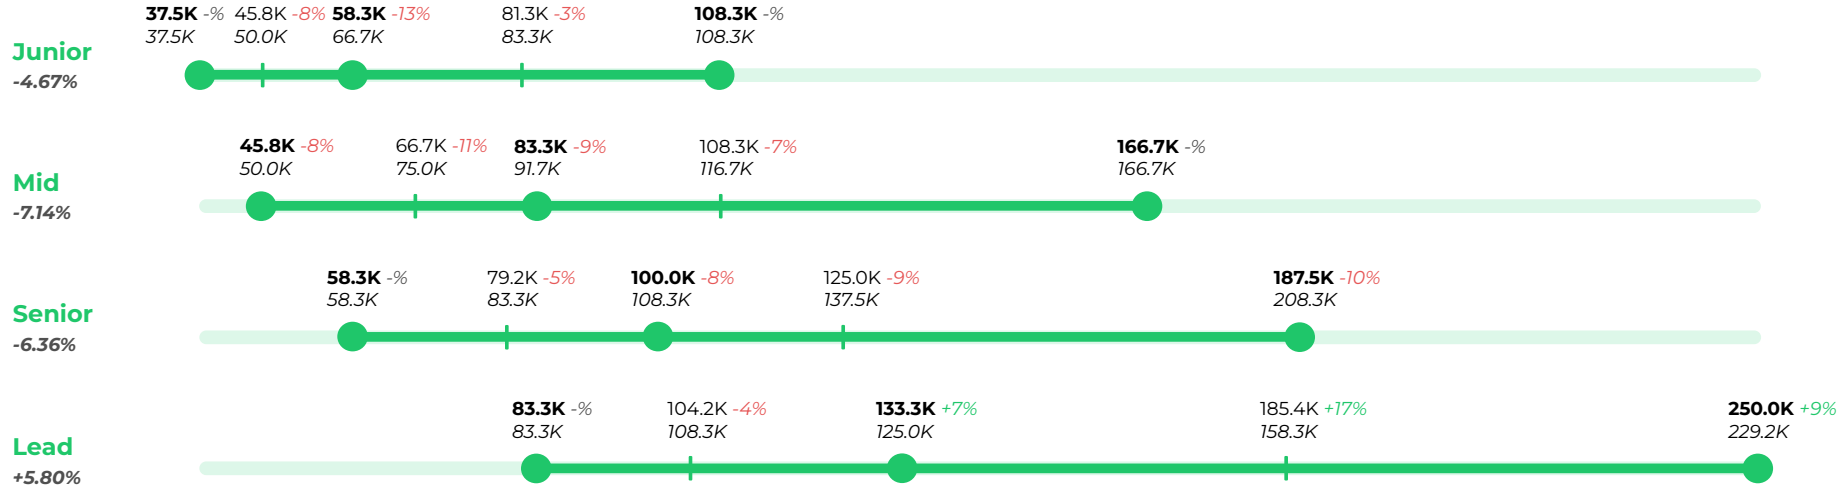 37.5K -% 45.8K -8% 58.3K -13% 81.3K -3% 108.3K -%
37.5K 50.0K 66.7K 83.3K 108.3K
Junior
-4.67%
45.8K -8% 66.7K -11% 83.3K -9% 108.3K -7% 166.7K -%
50.0K 75.0K 91.7K 116.7K 166.7K
Mid
-7.14%
58.3K -% 79.2K -5% 100.0K -8% 125.0K -9% 187.5K -10%
58.3K 83.3K 108.3K 137.5K 208.3K
Senior
-6.36%
83.3K -% 104.2K -4% 133.3K +7% 185.4K +17% 250.0K +9%
83.3K 108.3K 125.0K 158.3K 229.2K
Lead
+5.80%